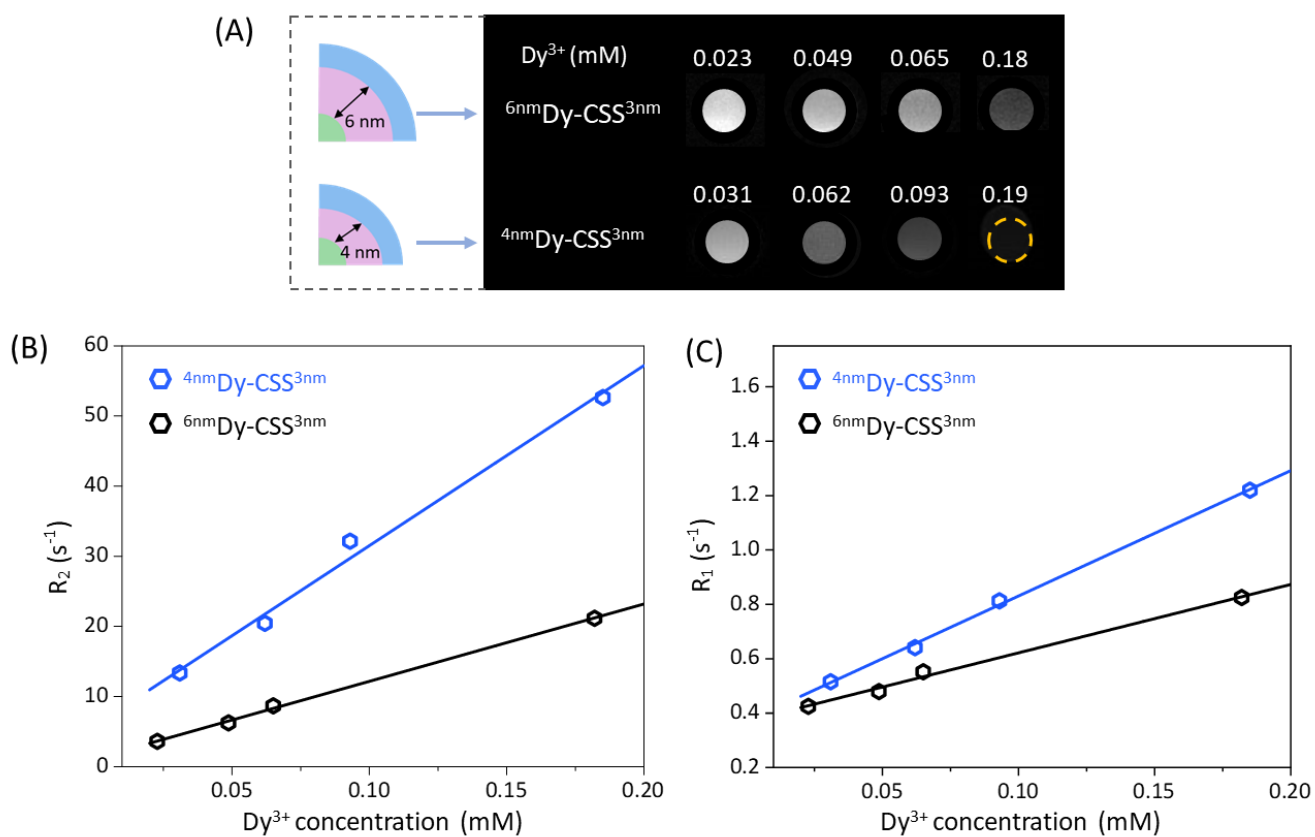 (A)
Dy³⁺ (mM) 0.023 0.049 0.065 0.18
6 nm
⁶ⁿᵐDy-CSS³ⁿᵐ
0.031 0.062 0.093 0.19
4 nm
⁴ⁿᵐDy-CSS³ⁿᵐ
(B)
⁴ⁿᵐDy-CSS³ⁿᵐ
⁶ⁿᵐDy-CSS³ⁿᵐ
R₂ (s⁻¹)
60
50
40
30
20
10
0
0.05 0.10 0.15 0.20
Dy³⁺ concentration (mM)
(C)
⁴ⁿᵐDy-CSS³ⁿᵐ
⁶ⁿᵐDy-CSS³ⁿᵐ
R₁ (s⁻¹)
1.6
1.4
1.2
1.0
0.8
0.6
0.4
0.2
0.05 0.10 0.15 0.20
Dy³⁺ concentration (mM)